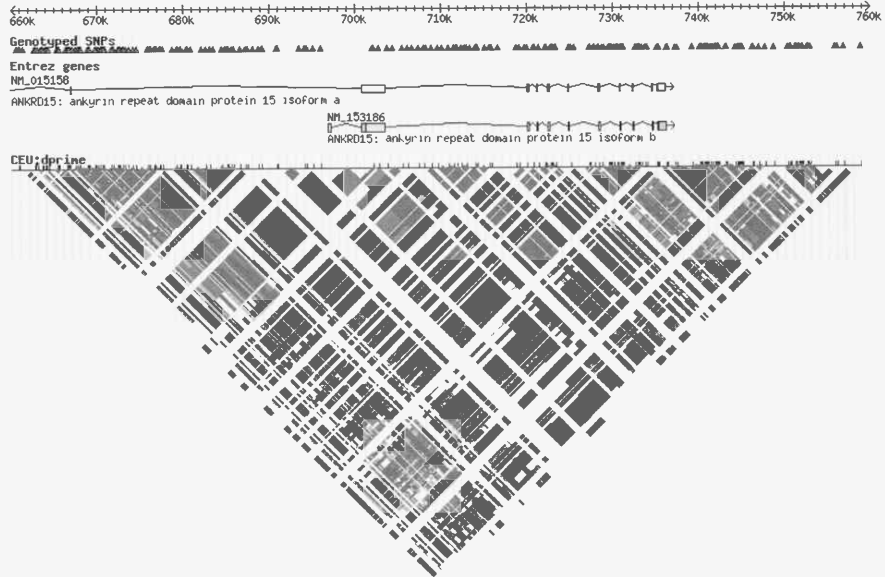 660k 670k 680k 690k 700k 710k 720k 730k 740k 750k 760k
Genotyped SNPs
Entrez genes
NM_015158
ANKRD15: ankyrin repeat domain protein 15 isoform a
NM_153186
ANKRD15: ankyrin repeat domain protein 15 isoform b
CEU:dprime